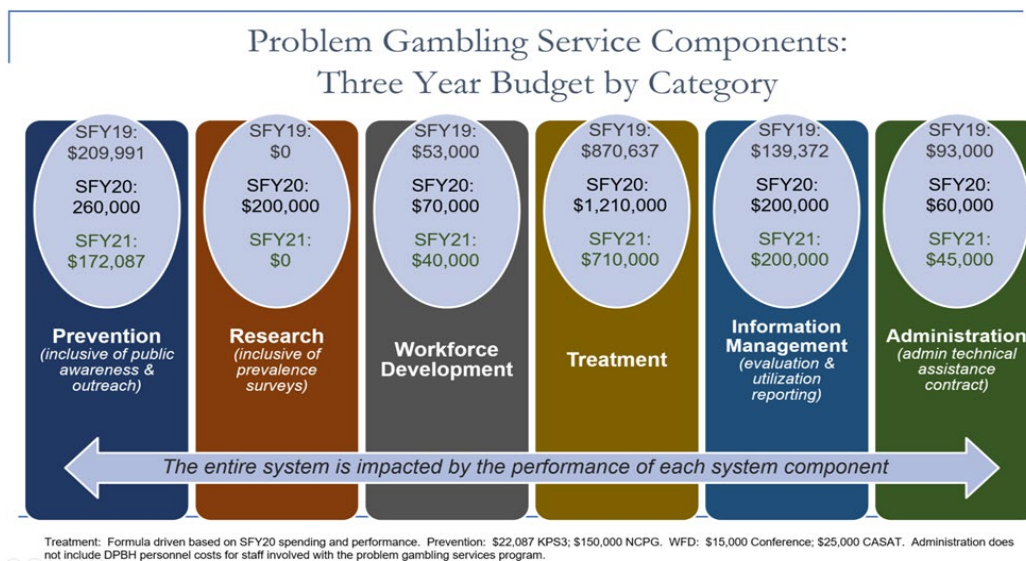 Problem Gambling Service Components:
Three Year Budget by Category
SFY19:
$209,991
SFY20:
260,000
SFY21:
$172,087
Prevention
(inclusive of public
awareness &
outreach)
SFY19:
$0
SFY20:
$200,000
SFY21:
$0
Research
(inclusive of
prevalence
surveys)
SFY19:
$53,000
SFY20:
$70,000
SFY21:
$40,000
Workforce
Development
SFY19:
$870,637
SFY20:
$1,210,000
SFY21:
$710,000
Treatment
SFY19:
$139,372
SFY20:
$200,000
SFY21:
$200,000
Information
Management
(evaluation &
utilization
reporting)
SFY19:
$93,000
SFY20:
$60,000
SFY21:
$45,000
Administration
(admin technical
assistance
contract)
The entire system is impacted by the performance of each system component
Treatment: Formula driven based on SFY20 spending and performance. Prevention: $22,087 KPS3; $150,000 NCPG. WFD: $15,000 Conference; $25,000 CASAT. Administration does
not include DPBH personnel costs for staff involved with the problem gambling services program.